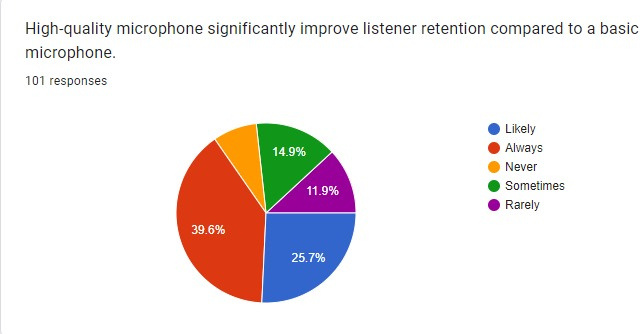 High-quality microphone significantly improve listener retention compared to a basic
microphone.
101 responses
14.9%
11.9%
39.6%
25.7%
Likely
Always
Never
Sometimes
Rarely